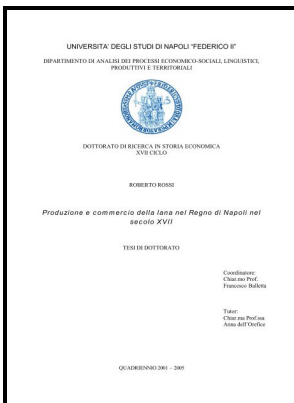 UNIVERSITA' DEGLI STUDI DI NAPOLI "FEDERICO II"
DIPARTIMENTO DI ANALISI DEI PROCESSI ECONOMICO-SOCIALI, LINGUISTICI,
PRODUTTIVI E TERRITORIALI
DOTTORATO DI RICERCA IN STORIA ECONOMICA
XVII CICLO
ROBERTO ROSSI
Produzione e commercio della lana nel Regno di Napoli nel
secolo XVII
TESI DI DOTTORATO
Coordinatore:
Chiar.mo Prof.
Francesco Balletta
Tutor:
Chiar.ma Prof.ssa
Anna dell'Orefice
QUADRIENNIO 2001 – 2005